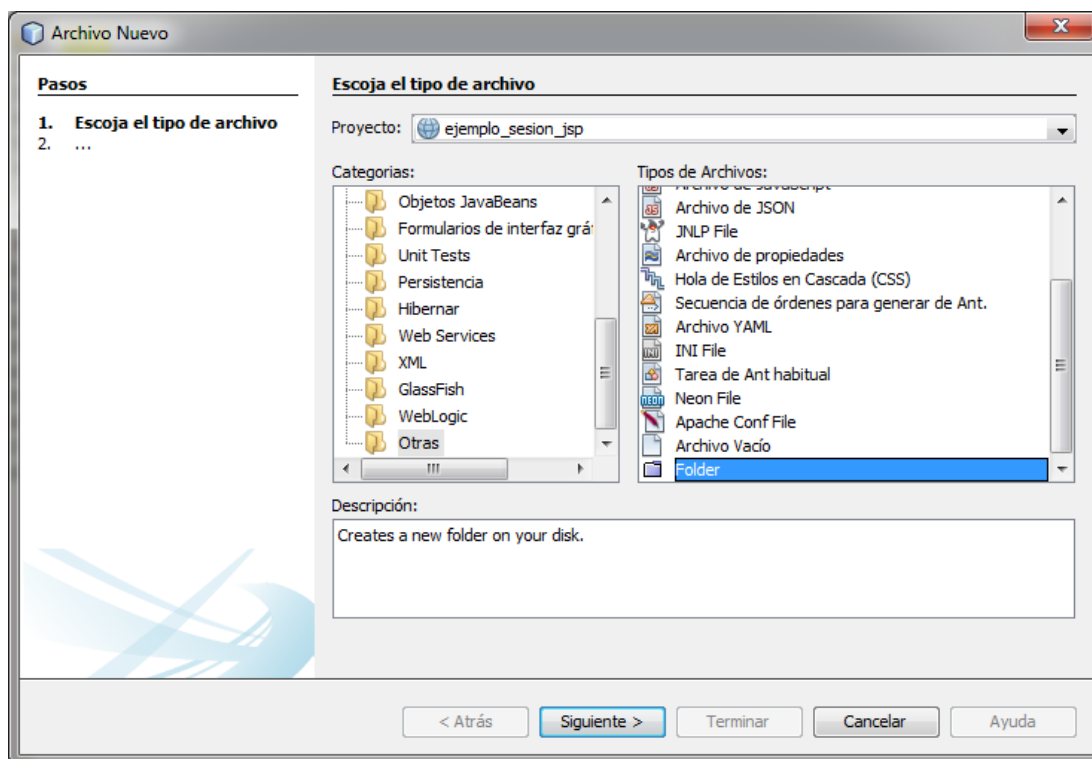 Archivo Nuevo
Pasos
1. Escoja el tipo de archivo
2. ...
Escoja el tipo de archivo
Proyecto: ejemplo_sesion_jsp
Categorias:
Objetos JavaBeans
Formularios de interfaz grá
Unit Tests
Persistencia
Hibernar
Web Services
XML
GlassFish
WebLogic
Otras
Tipos de Archivos:
Archivo de JavaScript
Archivo de JSON
JNLP File
Archivo de propiedades
Hola de Estilos en Cascada (CSS)
Secuencia de órdenes para generar de Ant.
Archivo YAML
INI File
Tarea de Ant habitual
Neon File
Apache Conf File
Archivo Vacío
Folder
Descripción:
Creates a new folder on your disk.
< Atrás
Siguiente >
Terminar
Cancelar
Ayuda